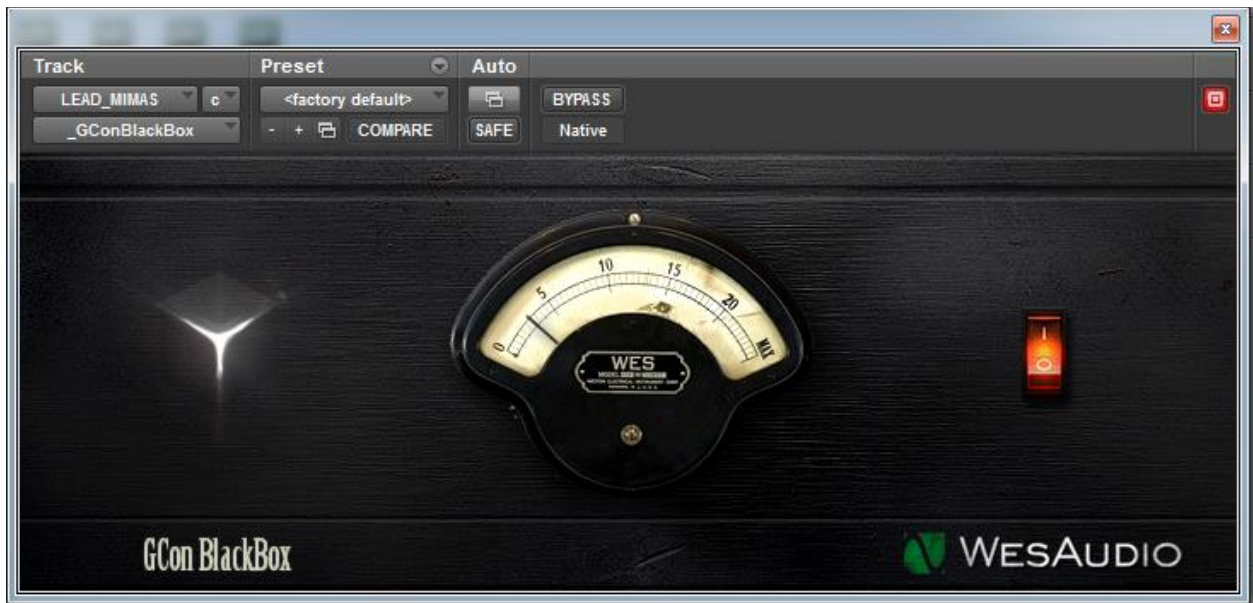 Track Preset Auto
LEAD_MIMAS c <factory default> BYPASS
_GConBlackBox - + COMPARE SAFE Native
0 5 10 15 20 MAX
WES
MODEL
GCon BlackBox
WESAUDIO